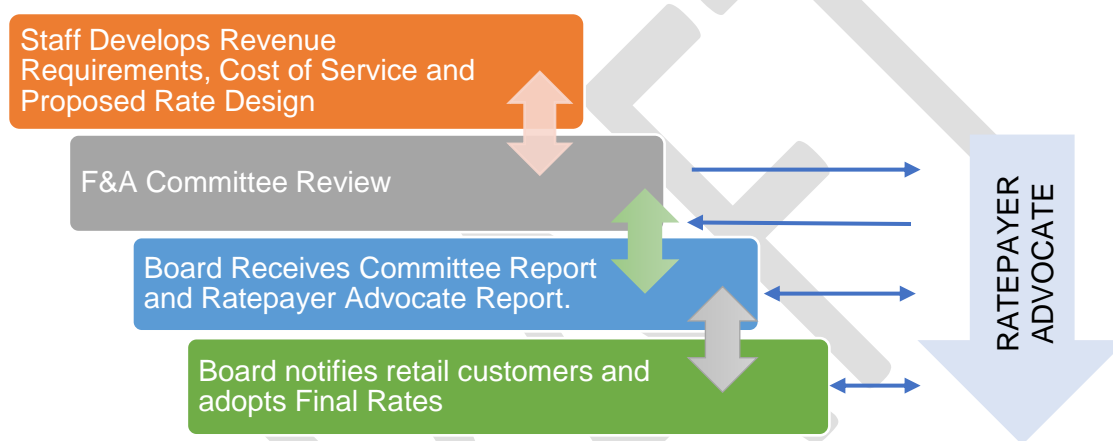 Staff Develops Revenue
Requirements, Cost of Service and
Proposed Rate Design
F&A Committee Review
Board Receives Committee Report
and Ratepayer Advocate Report.
Board notifies retail customers and
adopts Final Rates
RATEPAYER
ADVOCATE